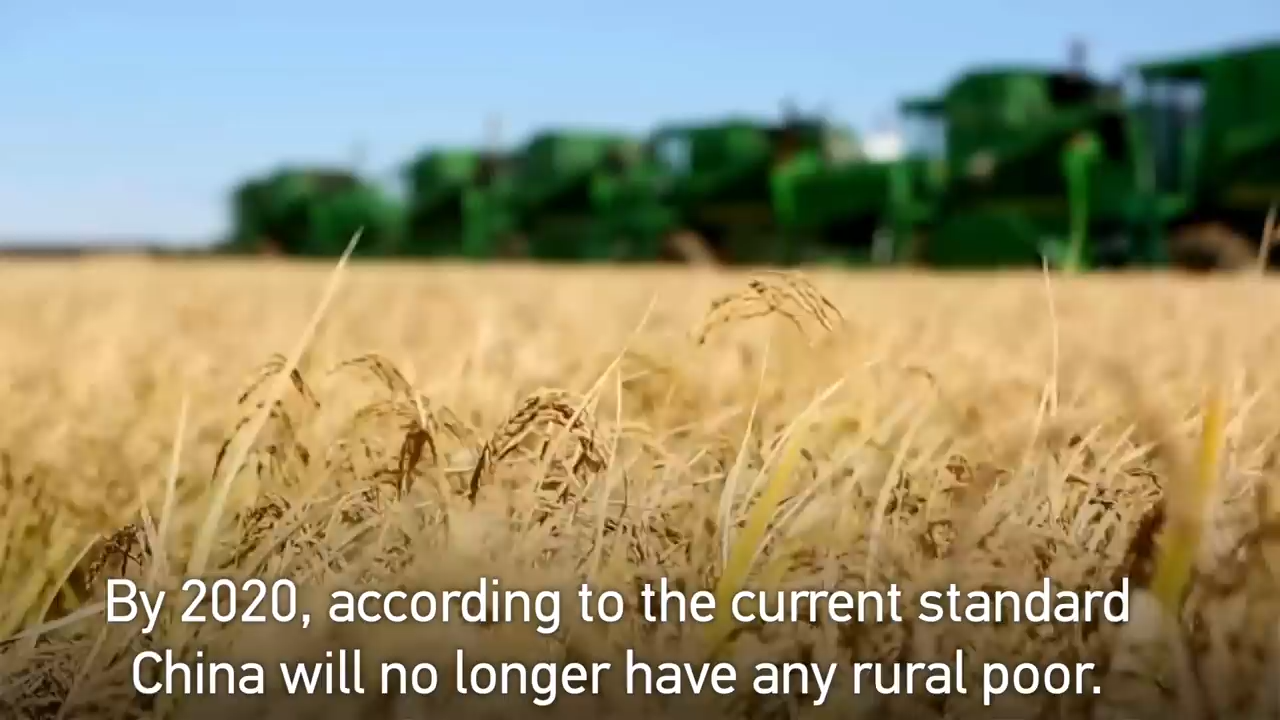 By 2020, according to the current standard
China will no longer have any rural poor.